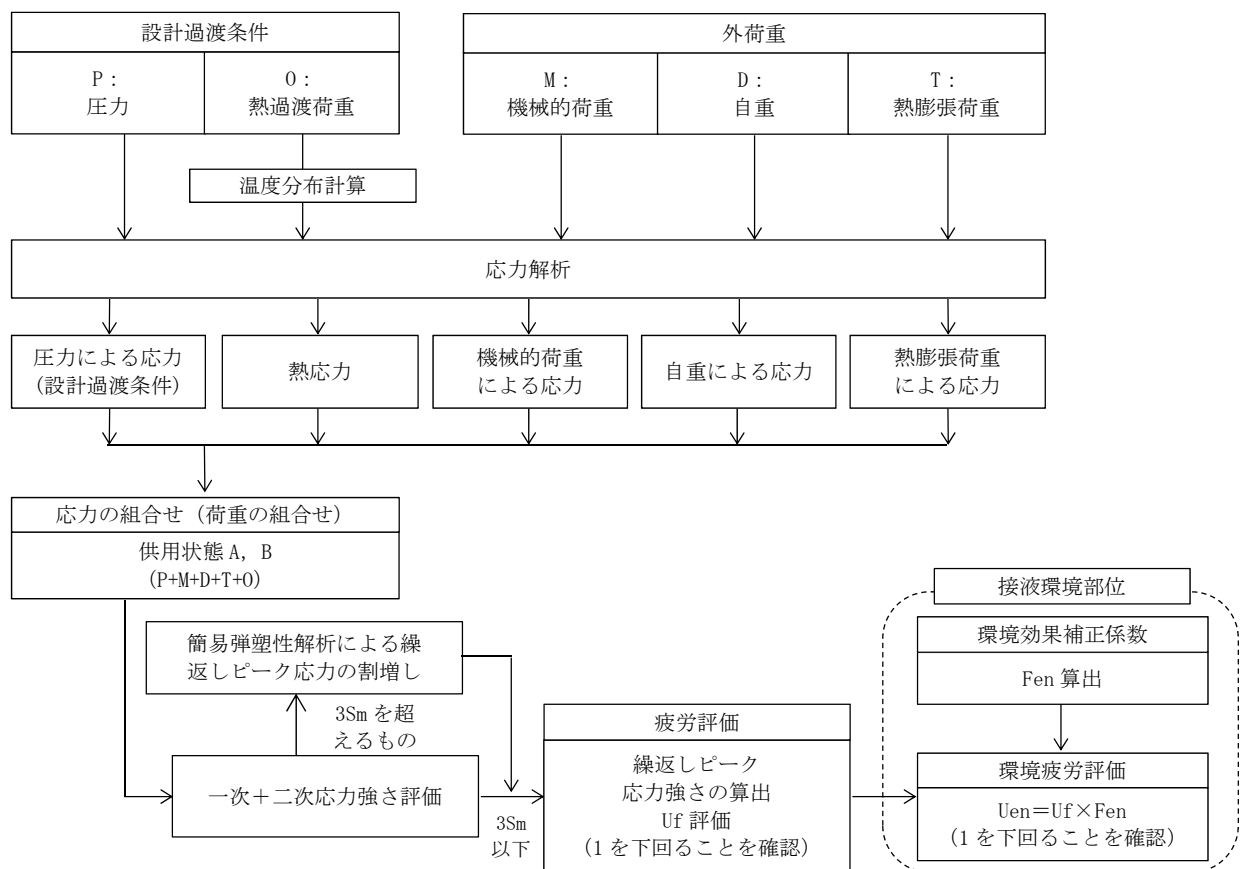 設計過渡条件
P：
圧力
O：
熱過渡荷重
外荷重
M：
機械的荷重
D：
自重
T：
熱膨張荷重
温度分布計算
応力解析
圧力による応力
(設計過渡条件)
熱応力
機械的荷重
による応力
自重による応力
熱膨張荷重
による応力
応力の組合せ（荷重の組合せ）
供用状態 A, B
(P+M+D+T+O)
簡易弾塑性解析による繰
返しピーク応力の割増し
3Sm を超
えるもの
一次＋二次応力強さ評価
3Sm
以下
疲労評価
繰返しピーク
応力強さの算出
Uf 評価
(1 を下回ることを確認)
接液環境部位
環境効果補正係数
Fen 算出
環境疲労評価
Uen＝Uf×Fen
(1 を下回ることを確認)